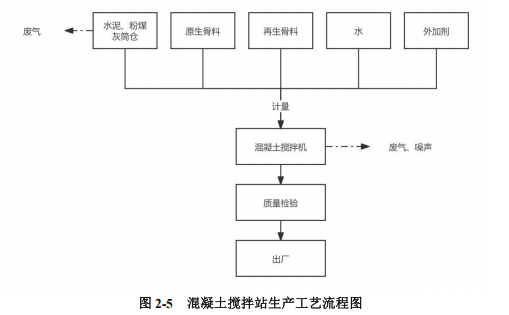 废气
水泥、粉煤
灰筒仓
原生骨料
再生骨料
水
外加剂
计量
混凝土搅拌机
废气、噪声
质量检验
出厂
图 2-5 混凝土搅拌站生产工艺流程图